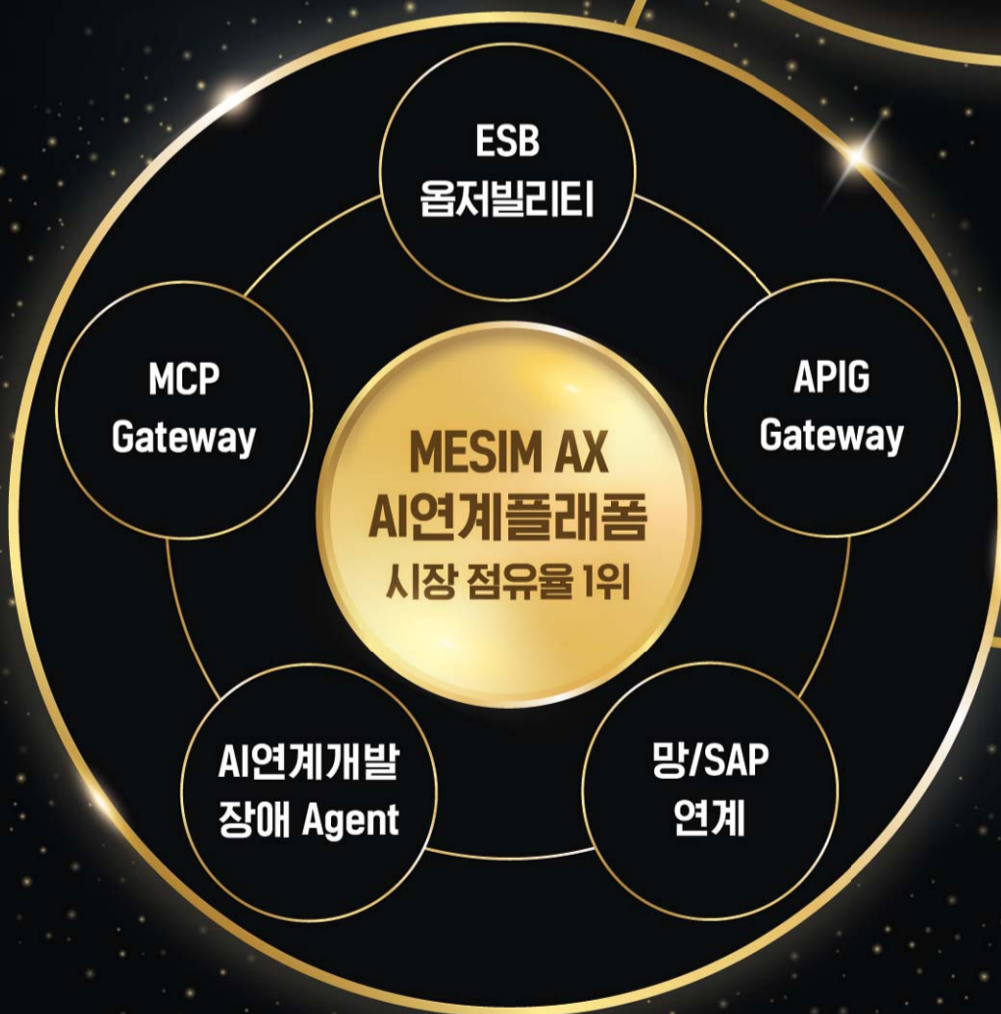 ESB
옵저빌리티
MCP
Gateway
APIG
Gateway
MESIM AX
AI연계플래폼
시장 점유율 1위
AI연계개발
장애 Agent
망/SAP
연계